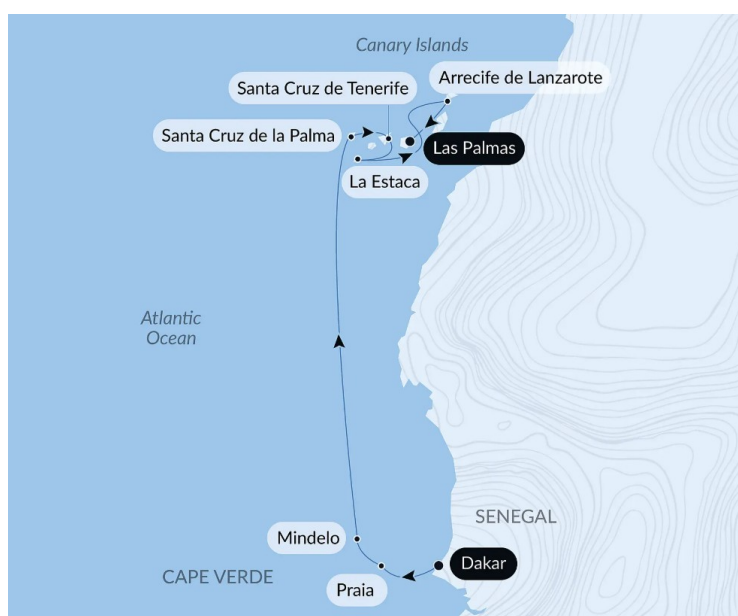 Canary Islands
Arrecife de Lanzarote
Santa Cruz de Tenerife
Santa Cruz de la Palma
Las Palmas
La Estaca
Atlantic
Ocean
SENEGAL
Mindelo
Dakar
CAPE VERDE
Praia